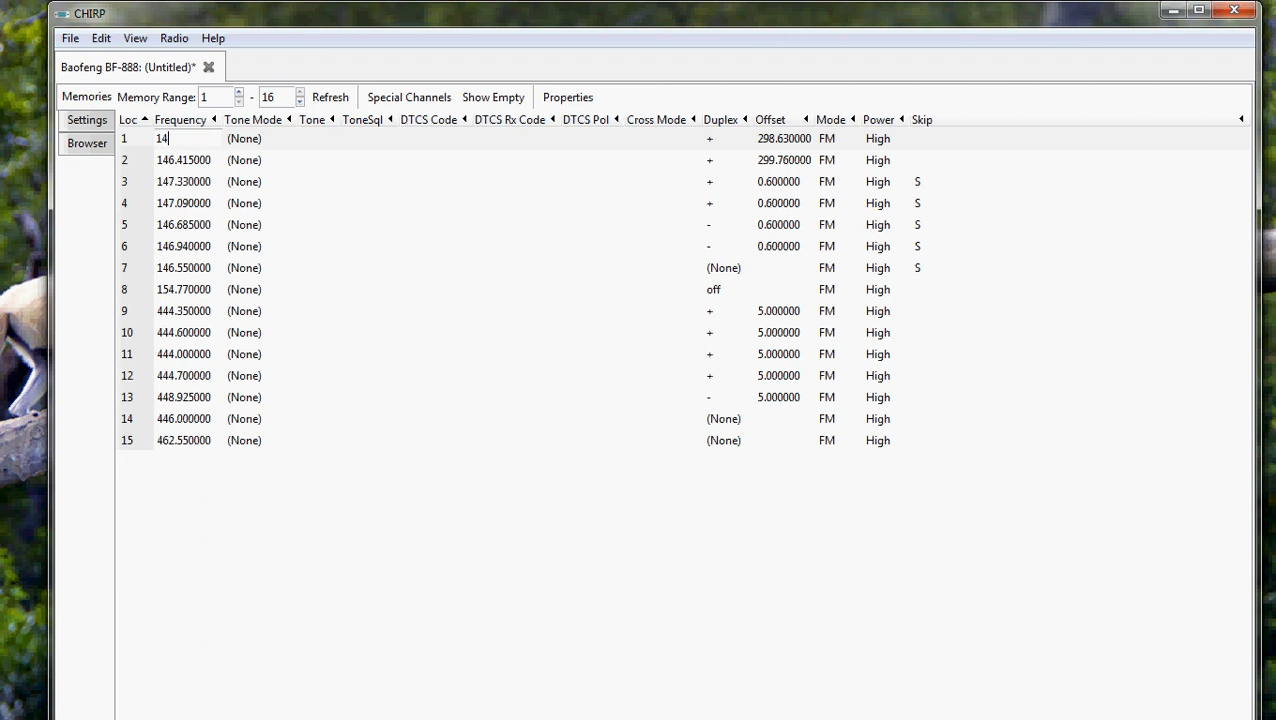 CHIRP
File Edit View Radio Help
Baofeng BF-888: (Untitled)*
Memories Memory Range: 1 - 16 Refresh Special Channels Show Empty Properties
Settings
Browser
Loc Frequency Tone Mode Tone ToneSql DTCS Code DTCS Rx Code DTCS Pol Cross Mode Duplex Offset Mode Power Skip
1 14 (None) + 298.630000 FM High
2 146.415000 (None) + 299.760000 FM High
3 147.330000 (None) + 0.600000 FM High S
4 147.090000 (None) + 0.600000 FM High S
5 146.685000 (None) - 0.600000 FM High S
6 146.940000 (None) - 0.600000 FM High S
7 146.550000 (None) (None) FM High S
8 154.770000 (None) off FM High
9 444.350000 (None) + 5.000000 FM High
10 444.600000 (None) + 5.000000 FM High
11 444.000000 (None) + 5.000000 FM High
12 444.700000 (None) + 5.000000 FM High
13 448.925000 (None) - 5.000000 FM High
14 446.000000 (None) (None) FM High
15 462.550000 (None) (None) FM High